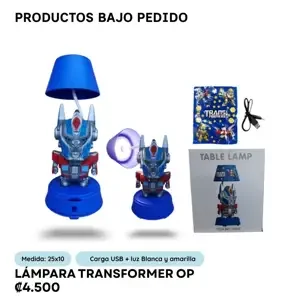 PRODUCTOS BAJO PEDIDO
TABLE LAMP
Medida: 25x10
Carga USB + luz Blanca y amarilla
LÁMPARA TRANSFORMER OP
₡4.500